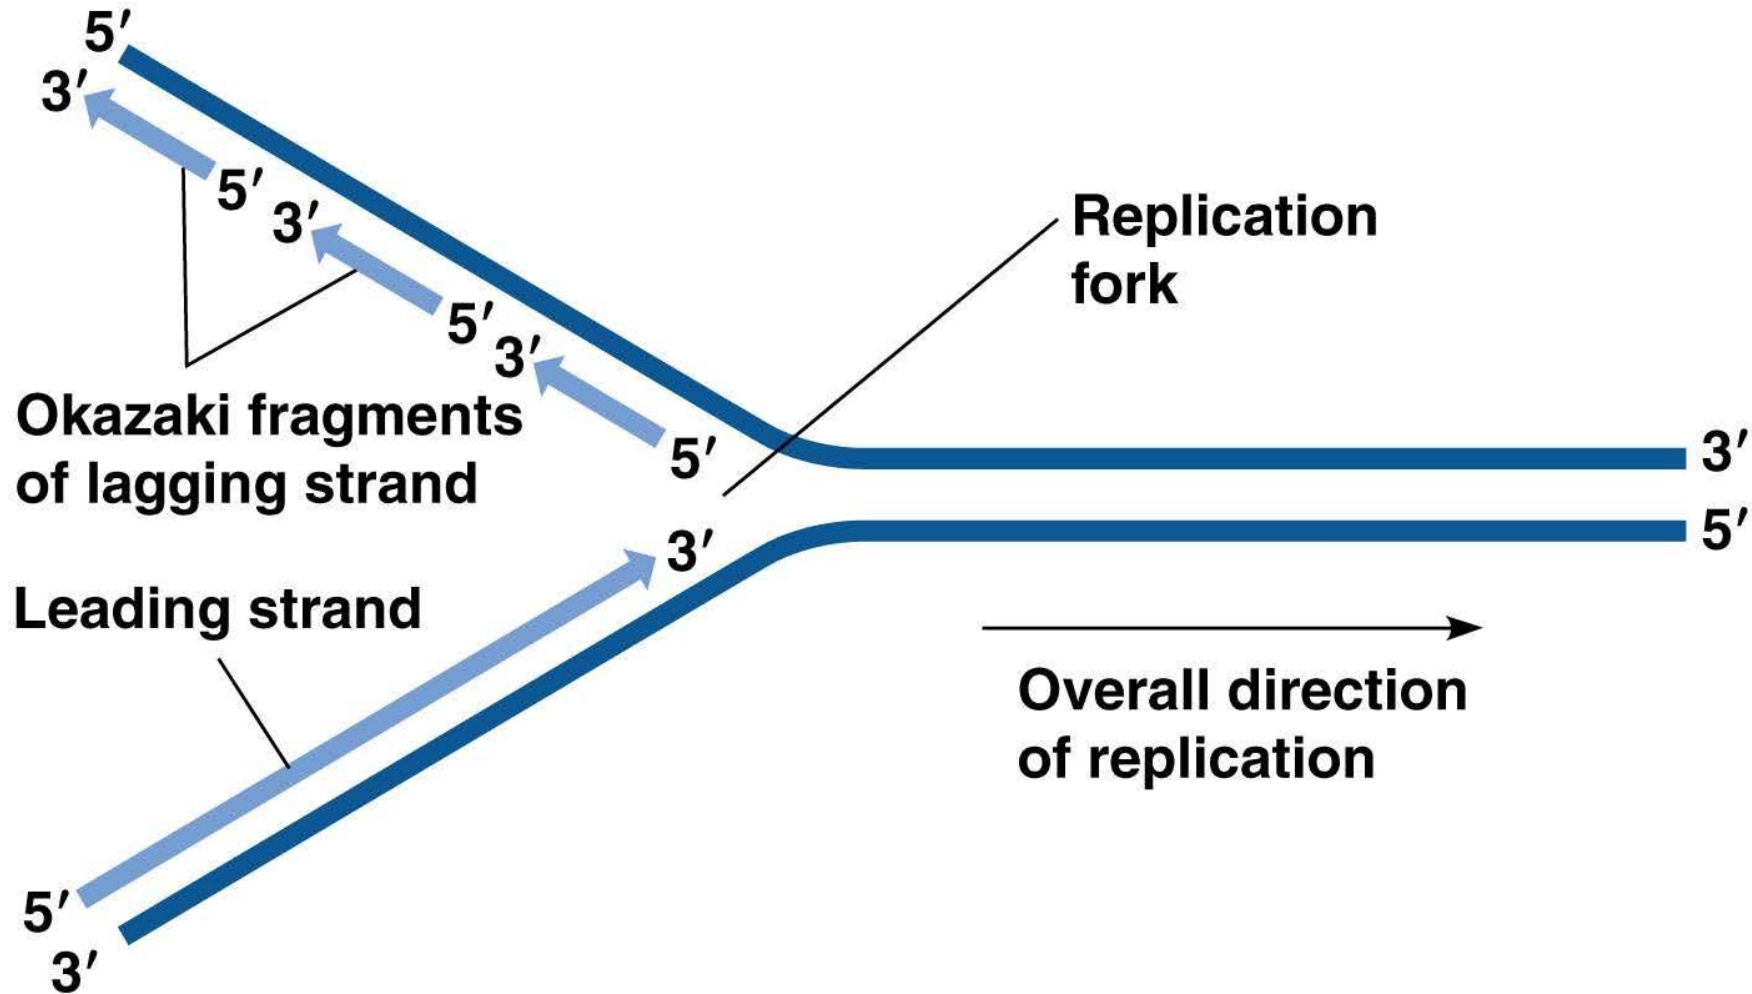 5′
3′
5′
3′
Replication
fork
5′
3′
Okazaki fragments
of lagging strand
5′
3′
3′
5′
Leading strand
Overall direction
of replication
5′
3′